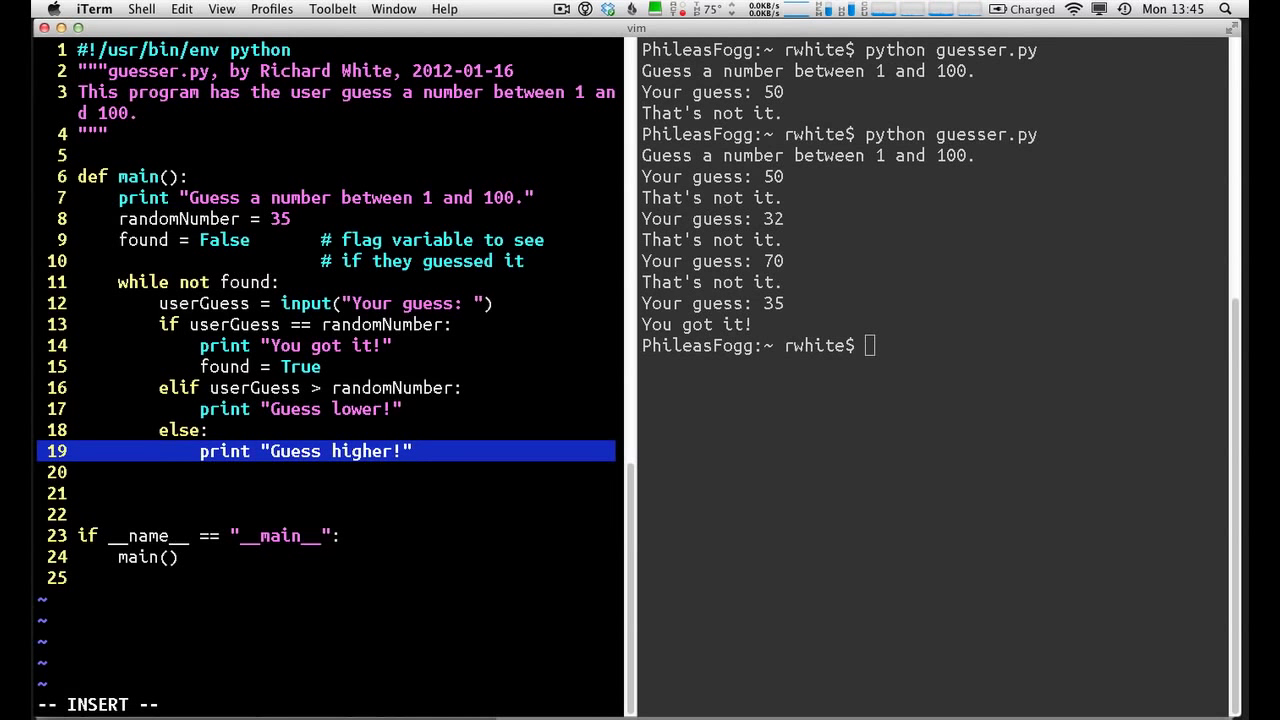 iTerm Shell Edit View Profiles Toolbelt Window Help 75° 0.0KB/s 0.0KB/s Charged Mon 13:45
vim
1 #!/usr/bin/env python
2 """guesser.py, by Richard White, 2012-01-16
3 This program has the user guess a number between 1 an
d 100.
4 """
5
6 def main():
7 print "Guess a number between 1 and 100."
8 randomNumber = 35
9 found = False # flag variable to see
10 # if they guessed it
11 while not found:
12 userGuess = input("Your guess: ")
13 if userGuess == randomNumber:
14 print "You got it!"
15 found = True
16 elif userGuess > randomNumber:
17 print "Guess lower!"
18 else:
19 print "Guess higher!"
20
21
22
23 if __name__ == "__main__":
24 main()
25
~
~
~
~
~
-- INSERT --
PhileasFogg:~ rwhite$ python guesser.py
Guess a number between 1 and 100.
Your guess: 50
That's not it.
PhileasFogg:~ rwhite$ python guesser.py
Guess a number between 1 and 100.
Your guess: 50
That's not it.
Your guess: 32
That's not it.
Your guess: 70
That's not it.
Your guess: 35
You got it!
PhileasFogg:~ rwhite$